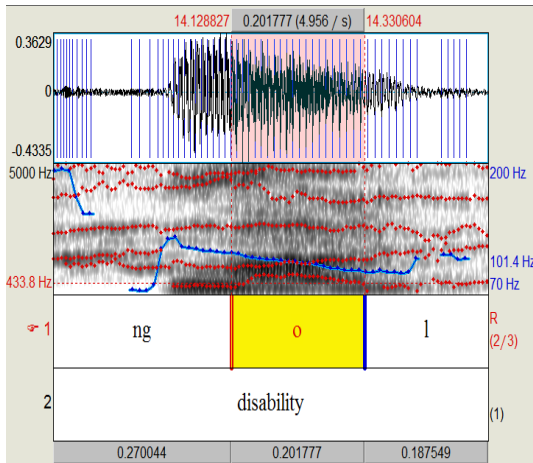 14.128827 0.201777 (4.956 / s) 14.330604
0.3629
0
-0.4335
5000 Hz 200 Hz
101.4 Hz
433.8 Hz 70 Hz
☞ 1 ng o l R
(2/3)
2 disability (1)
0.270044 0.201777 0.187549